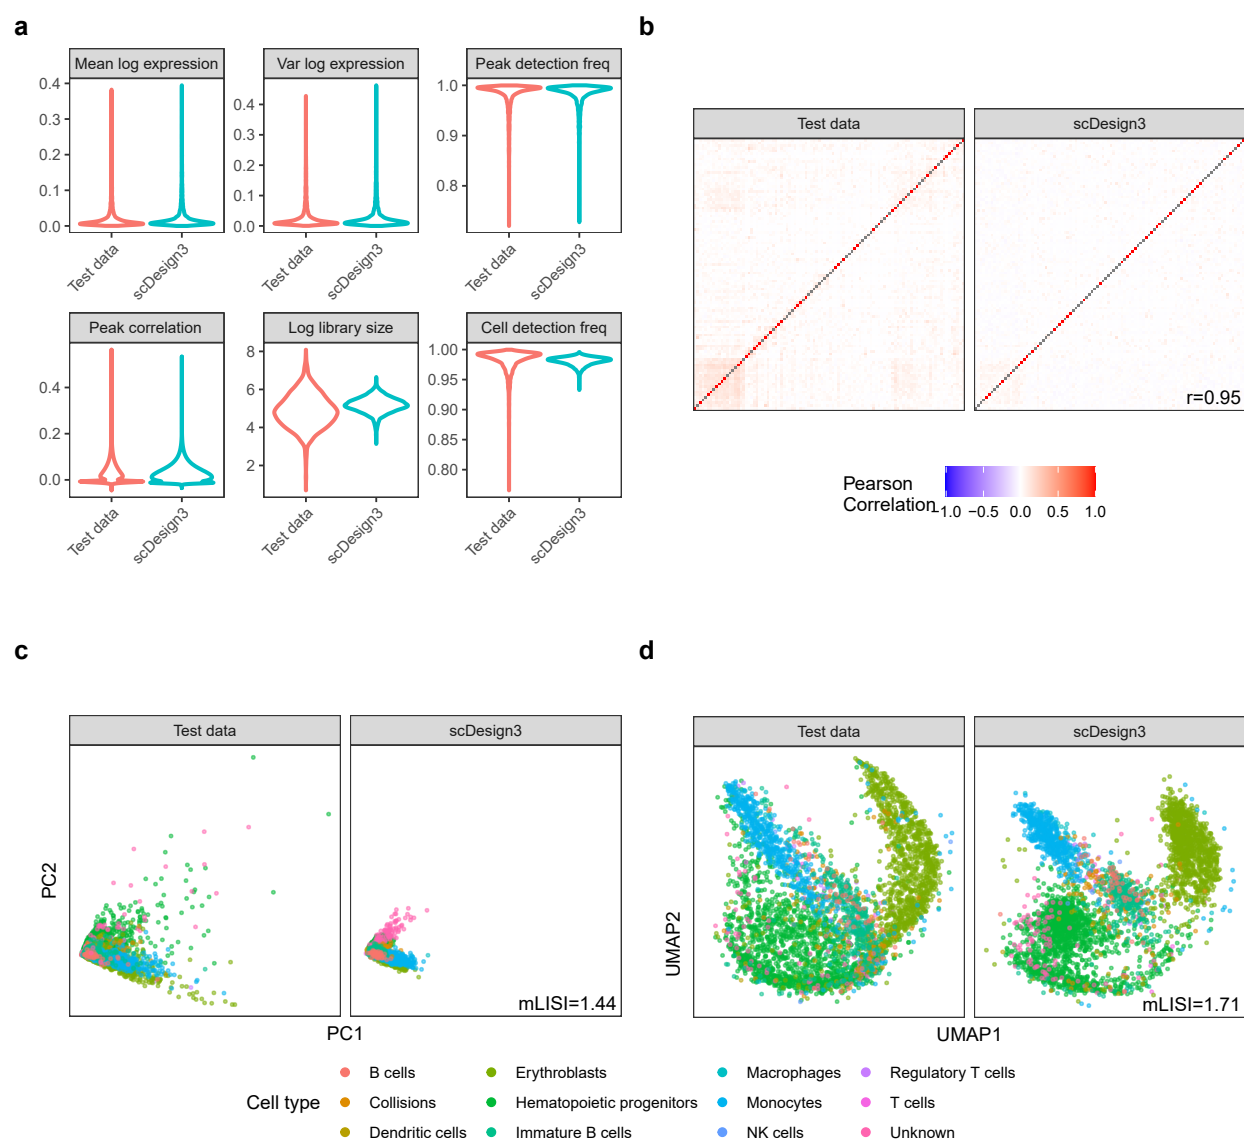 a
Mean log expression
Var log expression
Peak detection freq
0.4
0.3
0.2
0.1
0.0
0.4
0.3
0.2
0.1
0.0
1.0
0.9
0.8
Test data
scDesign3
Test data
scDesign3
Test data
scDesign3
Peak correlation
Log library size
Cell detection freq
0.4
0.2
0.0
8
6
4
2
1.00
0.95
0.90
0.85
0.80
Test data
scDesign3
Test data
scDesign3
Test data
scDesign3
b
Test data
scDesign3
r=0.95
Pearson
Correlation
−1.0 −0.5 0.0 0.5 1.0
c
Test data
scDesign3
PC2
mLISI=1.44
PC1
d
Test data
scDesign3
UMAP2
mLISI=1.71
UMAP1
Cell type
B cells
Collisions
Dendritic cells
Erythroblasts
Hematopoietic progenitors
Immature B cells
Macrophages
Monocytes
NK cells
Regulatory T cells
T cells
Unknown